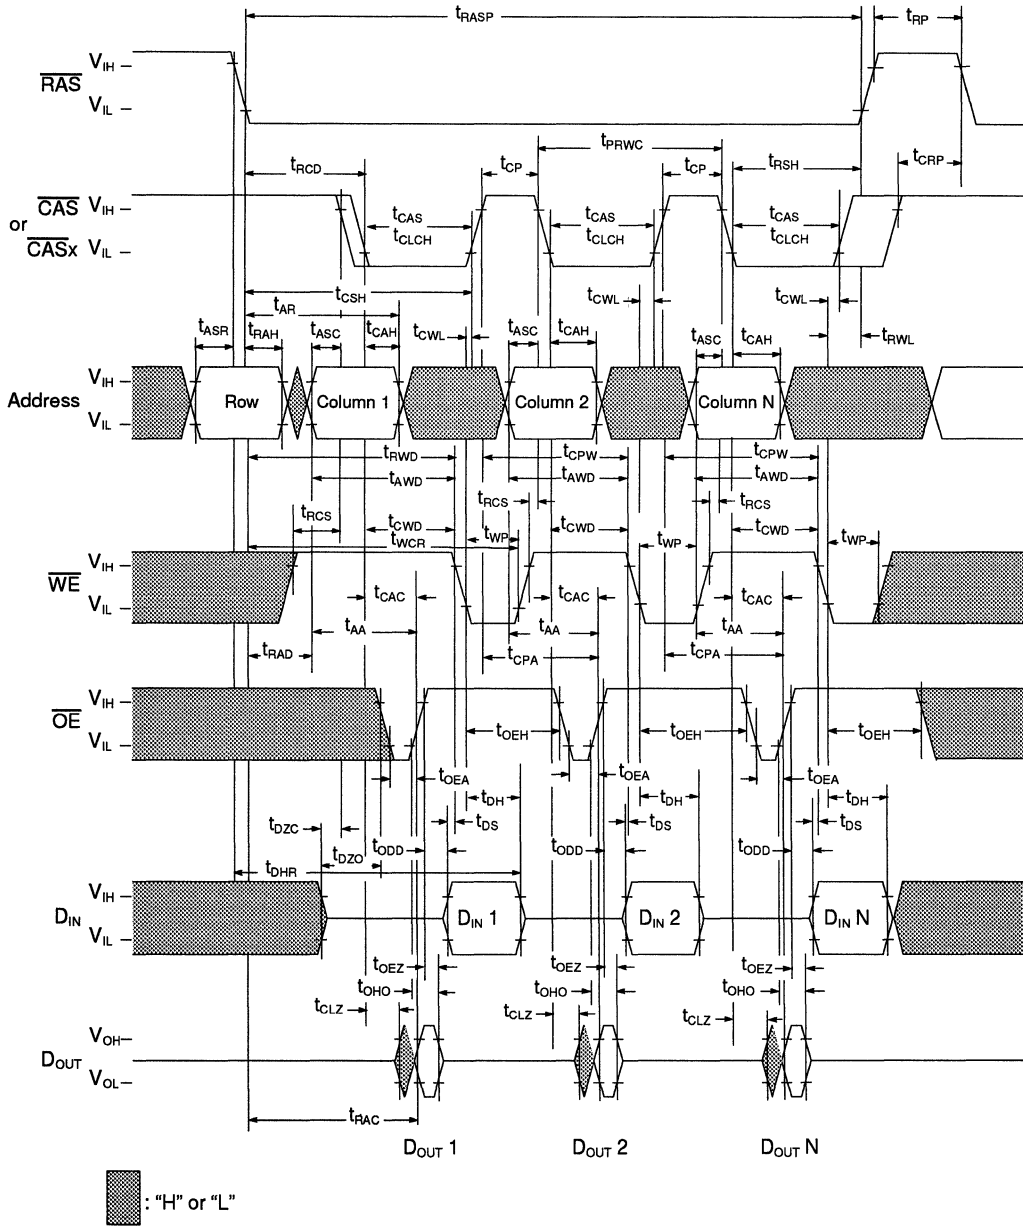 tRASP
tRP
RAS
VIH
VIL
tPRWC
tRCD
tCP
tCP
tRSH
tCRP
CAS
or
CASx
VIH
VIL
tCAS
tCLCH
tCAS
tCLCH
tCAS
tCLCH
tCSH
tAR
tCWL
tCWL
tASR
tRAH
tASC
tCAH
tCWL
tASC
tCAH
tASC
tCAH
tRWL
Address
VIH
VIL
Row
Column 1
Column 2
Column N
tRWD
tCPW
tCPW
tAWD
tAWD
tAWD
tRCS
tRCS
tRCS
tCWD
tWCR
tWP
tCWD
tWP
tCWD
tWP
WE
VIH
VIL
tCAC
tCAC
tCAC
tAA
tAA
tAA
tRAD
tCPA
tCPA
OE
VIH
VIL
tOEH
tOEH
tOEH
tOEA
tOEA
tOEA
tDH
tDH
tDH
tDS
tDS
tDS
tDZC
tODD
tODD
tODD
tDZO
tDHR
DIN
VIH
VIL
DIN 1
DIN 2
DIN N
tOEZ
tOEZ
tOEZ
tOHO
tOHO
tOHO
tCLZ
tCLZ
tCLZ
DOUT
VOH
VOL
tRAC
DOUT 1
DOUT 2
DOUT N
: "H" or "L"